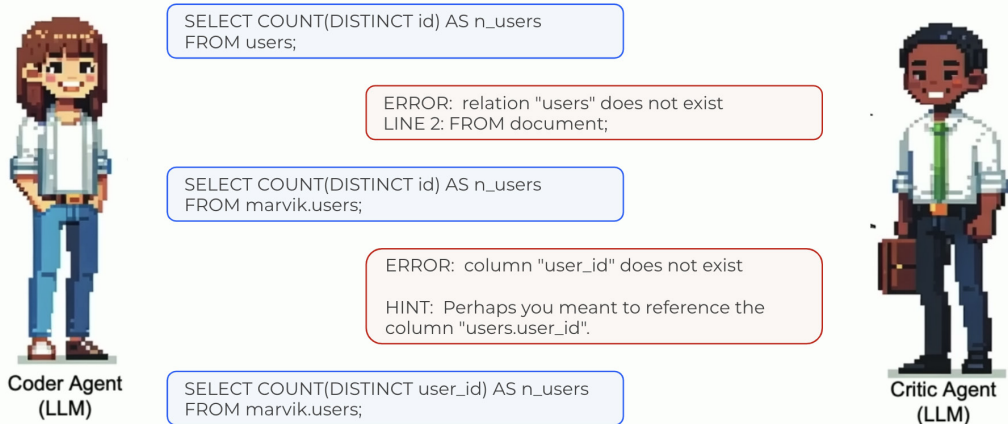 SELECT COUNT(DISTINCT id) AS n_users
FROM users;
ERROR:  relation "users" does not exist
LINE 2: FROM document;
SELECT COUNT(DISTINCT id) AS n_users
FROM marvik.users;
ERROR:  column "user_id" does not exist
HINT:  Perhaps you meant to reference the
column "users.user_id".
SELECT COUNT(DISTINCT user_id) AS n_users
FROM marvik.users;
Coder Agent
(LLM)
Critic Agent
(LLM)